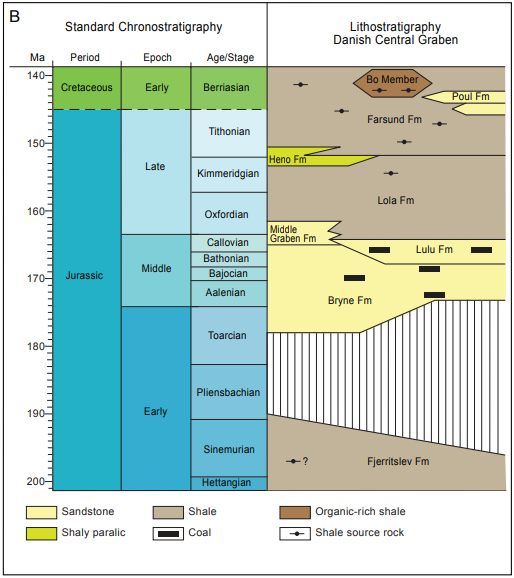 B
Standard Chronostratigraphy
Lithostratigraphy
Danish Central Graben
Ma
Period
Epoch
Age/Stage
140
150
160
170
180
190
200
Cretaceous
Jurassic
Early
Late
Middle
Early
Berriasian
Tithonian
Kimmeridgian
Oxfordian
Callovian
Bathonian
Bajocian
Aalenian
Toarcian
Pliensbachian
Sinemurian
Hettangian
Bo Member
Poul Fm
Farsund Fm
Heno Fm
Lola Fm
Middle
Graben Fm
Lulu Fm
Bryne Fm
?
Fjerritslev Fm
Sandstone
Shale
Organic-rich shale
Shaly paralic
Coal
Shale source rock